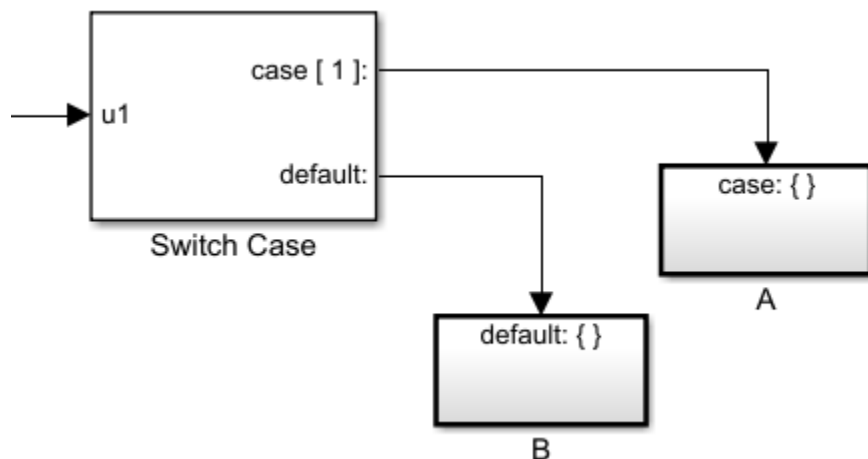 case [ 1 ]:
u1
default:
Switch Case
case: { }
A
default: { }
B